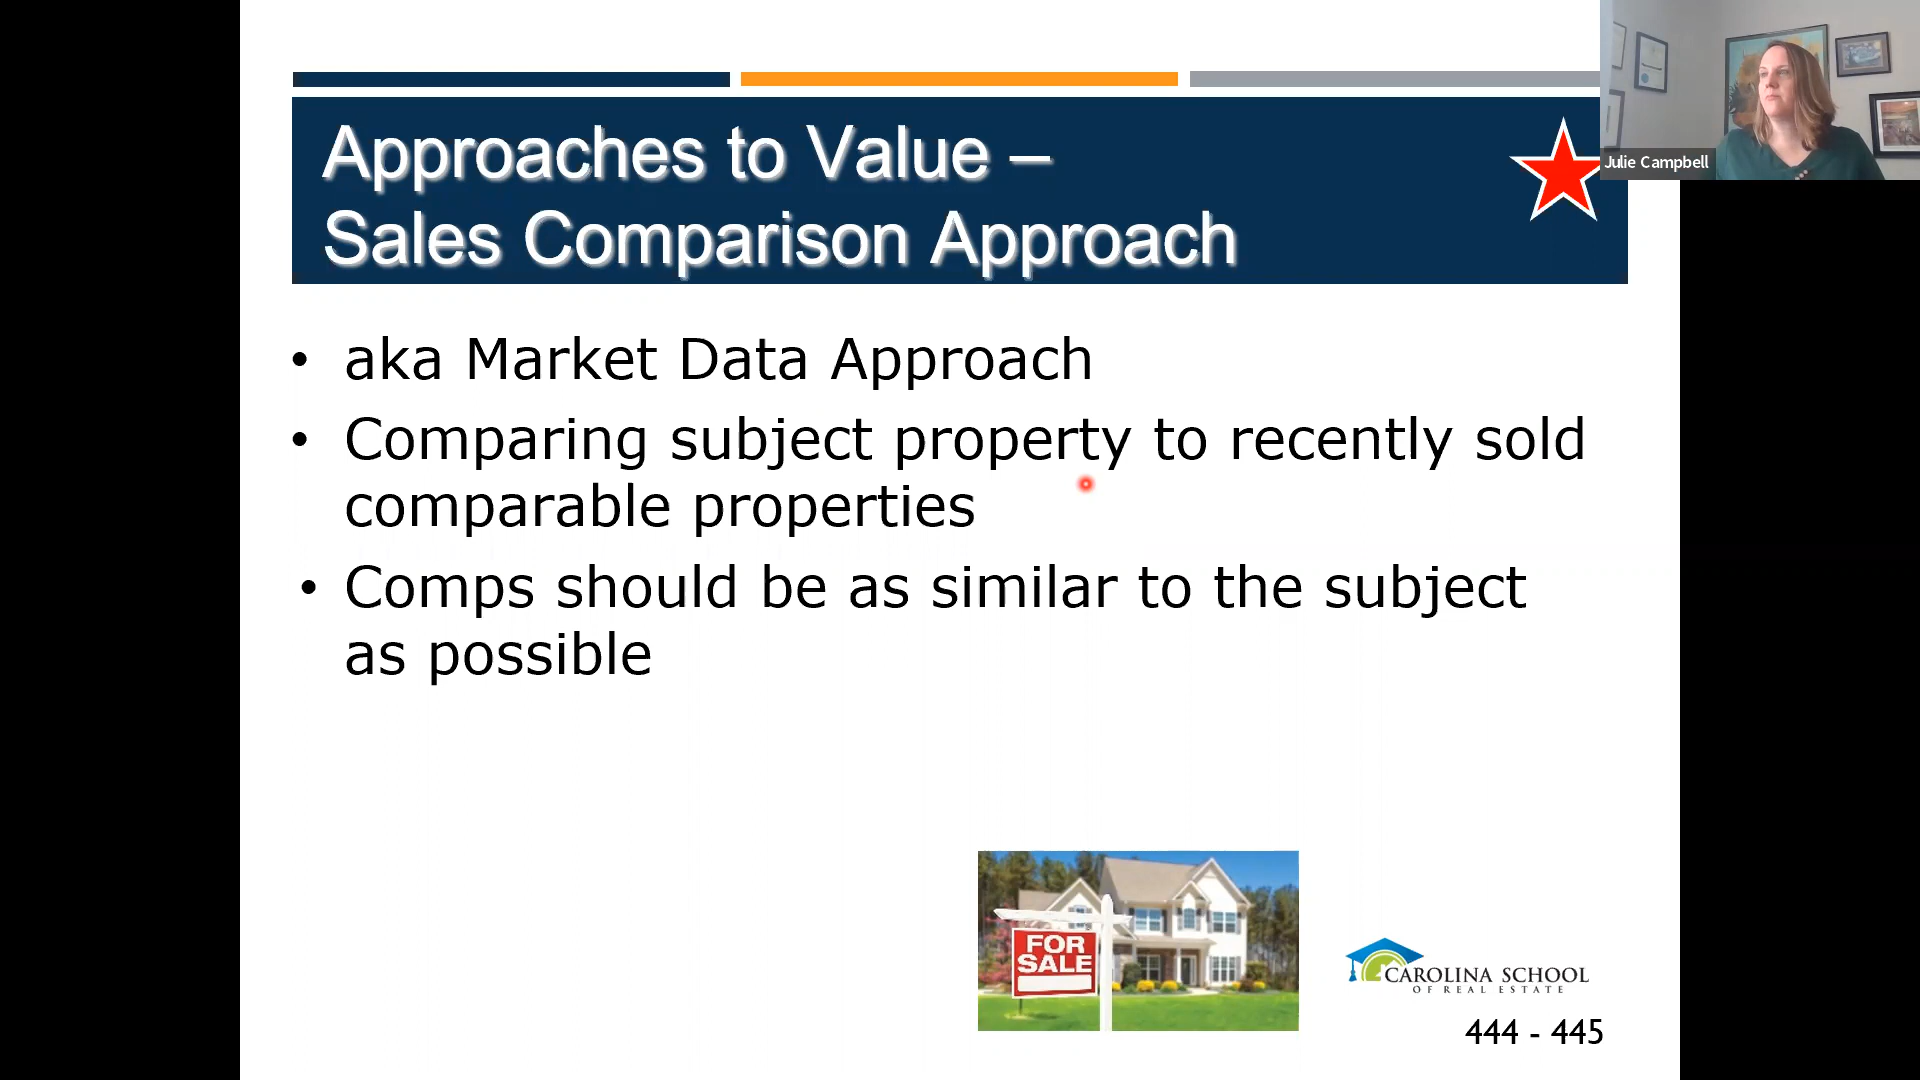 Approaches to Value –
Sales Comparison Approach
Julie Campbell
• aka Market Data Approach
• Comparing subject property to recently sold
comparable properties
• Comps should be as similar to the subject
as possible
FOR
SALE
CAROLINA SCHOOL
OF REAL ESTATE
444 - 445